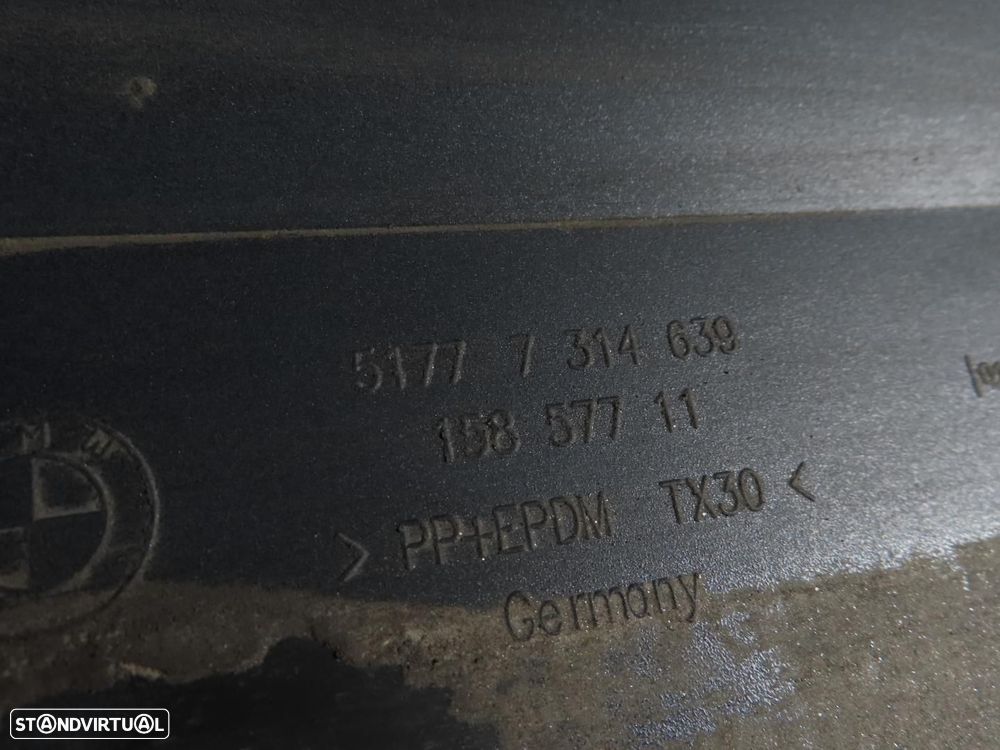 5177 7 314 639
158 577 11
> PP+EPDM TX30 <
Germany
STANDVIRTUAL